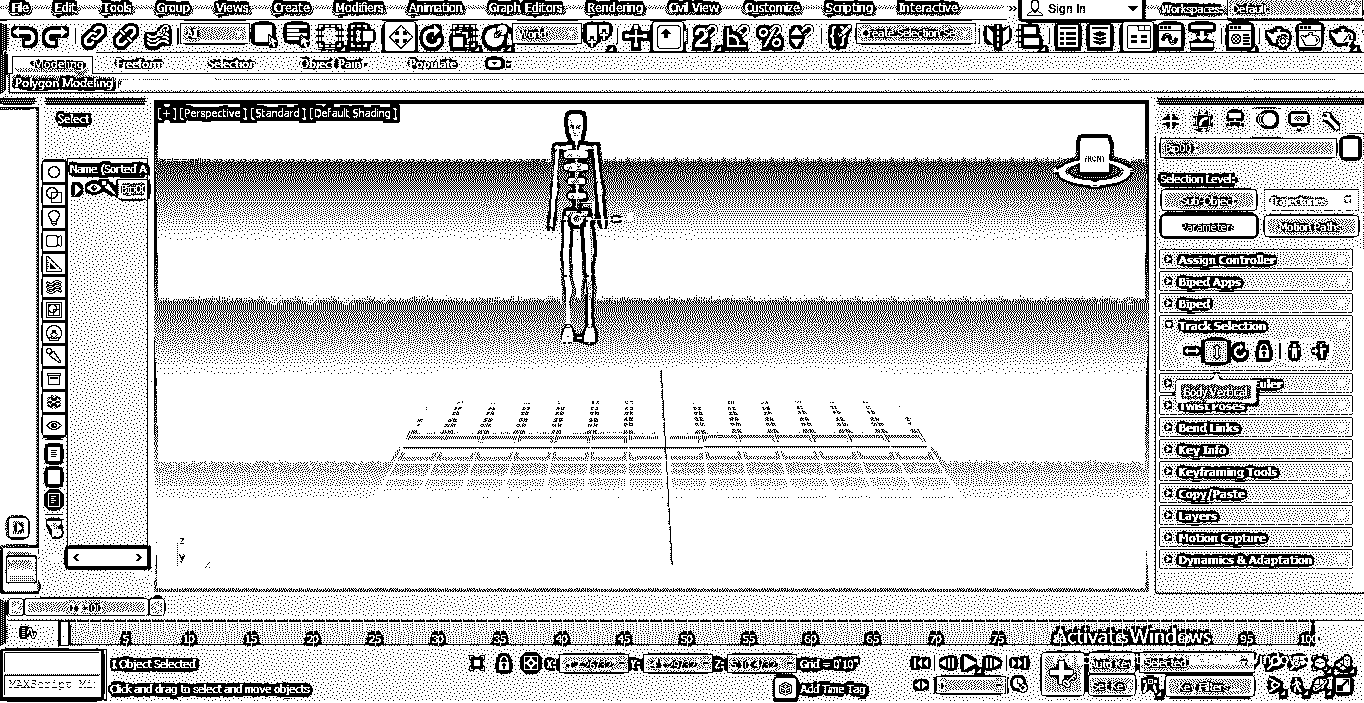 File Edit Tools Group Views Create Modifiers Animation Graph Editors Rendering Civil View Customize Scripting Interactive » Sign In Workspaces: Default
Create Selection Se
Modeling Freeform Selection Object Paint Populate
Polygon Modeling
Select
[+] [Perspective] [Standard] [Default Shading]
Name (Sorted A
FRONT
Selection Level:
Sub-Object Trajectories
Parameters Motion Paths
Assign Controller
Biped Apps
Biped
Track Selection
Body Vertical
Twist Poses
Bend Links
Key Info
Keyframing Tools
Copy/Paste
Layers
Motion Capture
Dynamics & Adaptation
z
y
5 10 15 20 25 30 35 40 45 50 55 60 65 70 75 95 100
Activate Windows
1 Object Selected
X: Y: Z: Grid = 0'10"
Auto Key Selected
MAXScript Mi
Click and drag to select and move objects
Add Time Tag
Set Key Key Filters...